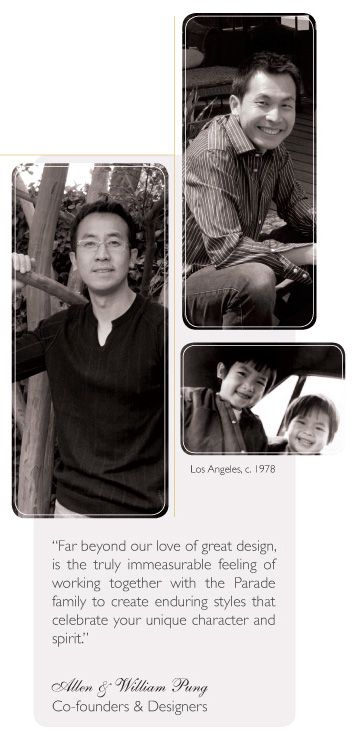 Los Angeles, c. 1978
“Far beyond our love of great design,
is the truly immeasurable feeling of
working together with the Parade
family to create enduring styles that
celebrate your unique character and
spirit.”
Allen & William Pung
Co-founders & Designers